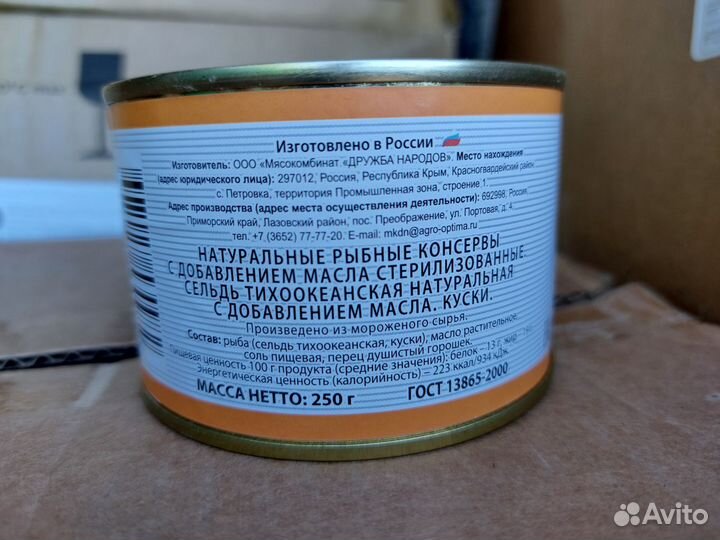 Изготовлено в России
Изготовитель: ООО «Мясокомбинат «ДРУЖБА НАРОДОВ». Место нахождения
(адрес юридического лица): 297012, Россия, Республика Крым, Красногвардейский район
с. Петровка, территория Промышленная зона, строение 1.
Адрес производства (адрес места осуществления деятельности): 692998, Россия,
Приморский край, Лазовский район, пос. Преображение, ул. Портовая, д. 4.
тел. +7 (3652) 77-77-20. E-mail: mkdn@agro-optima.ru
НАТУРАЛЬНЫЕ РЫБНЫЕ КОНСЕРВЫ
С ДОБАВЛЕНИЕМ МАСЛА СТЕРИЛИЗОВАННЫЕ.
СЕЛЬДЬ ТИХООКЕАНСКАЯ НАТУРАЛЬНАЯ
С ДОБАВЛЕНИЕМ МАСЛА. КУСКИ.
Произведено из мороженого сырья.
Состав: рыба (сельдь тихоокеанская, куски), масло растительное,
соль пищевая, перец душистый горошек.
Пищевая ценность 100 г продукта (средние значения): белок – 13 г, жир
Энергетическая ценность (калорийность) – 223 ккал/934 кДж.
МАССА НЕТТО: 250 г ГОСТ 13865-2000
Avito